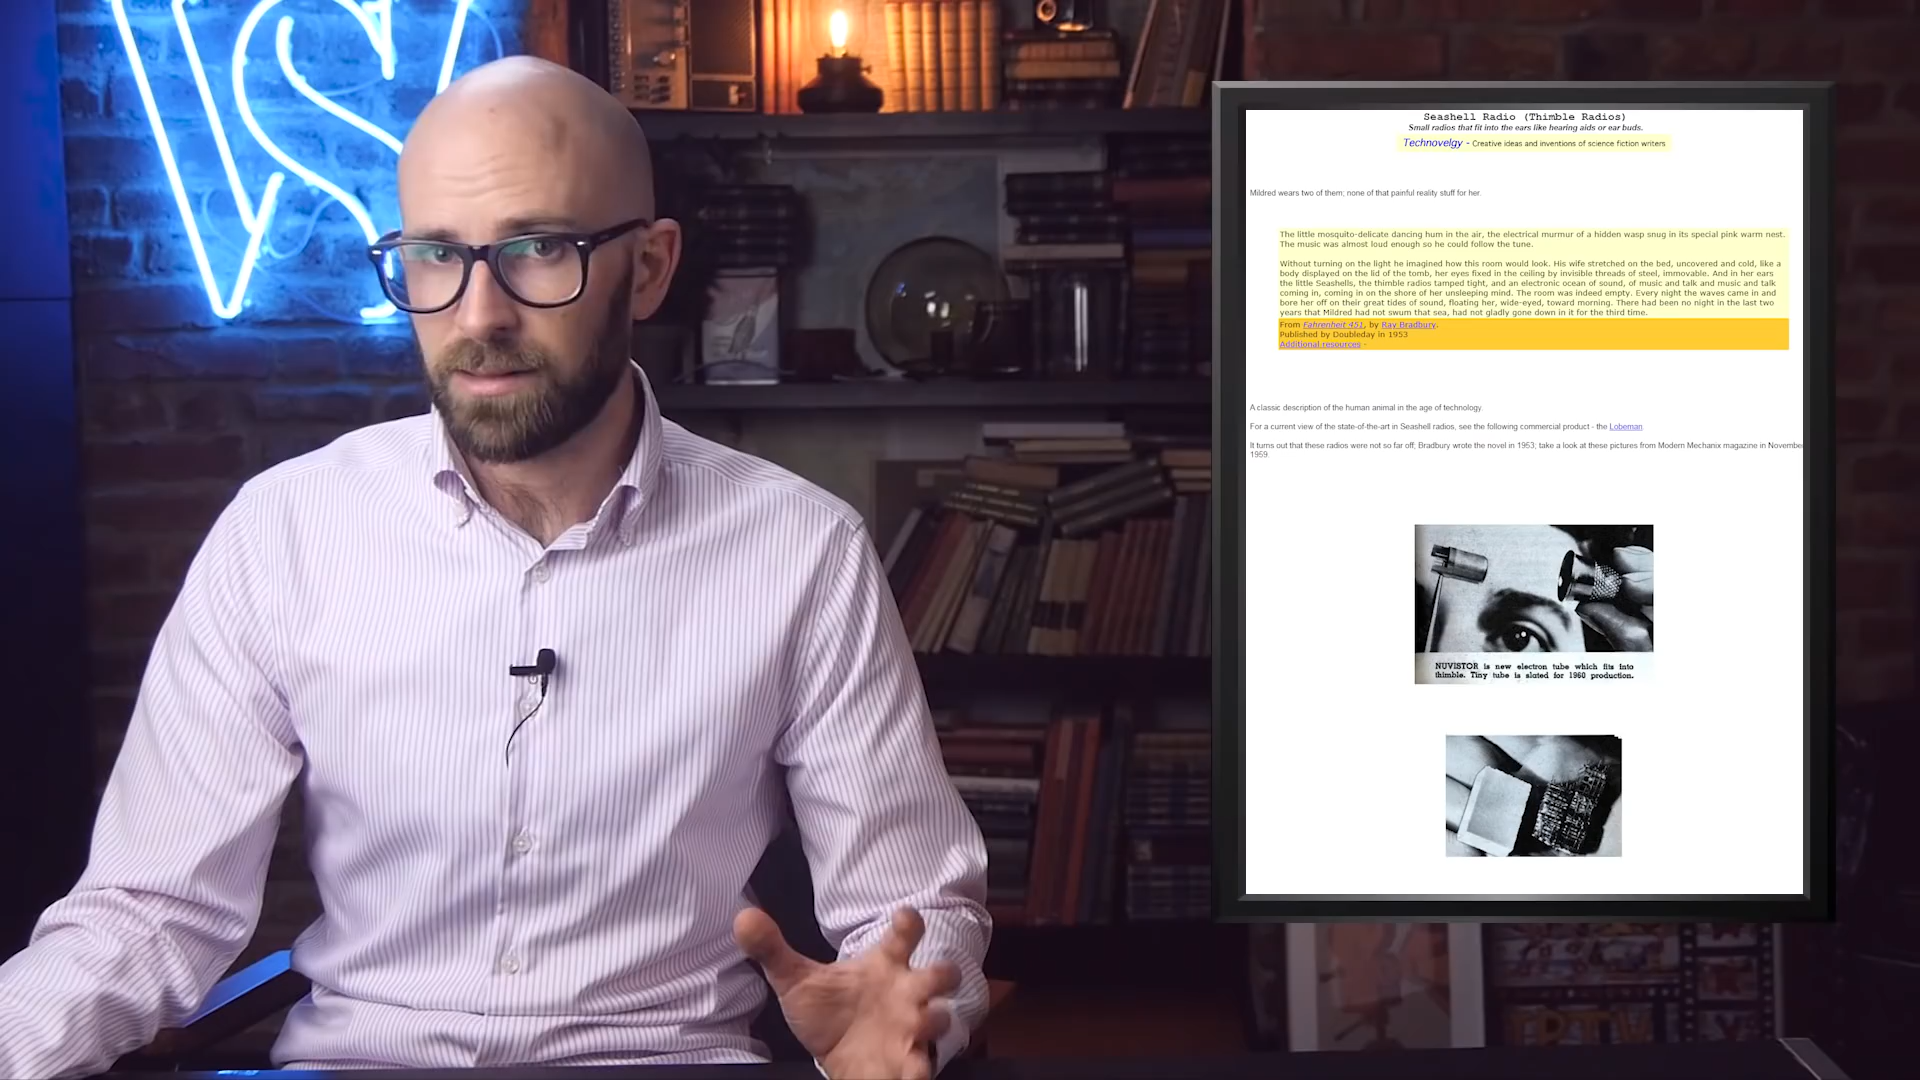 VS
Seashell Radio (Thimble Radios)
Small radios that fit into the ears like hearing aids or ear buds.
Technovelgy - Creative ideas and inventions of science fiction writers
Mildred wears two of them; none of that painful reality stuff for her.
The little mosquito-delicate dancing hum in the air, the electrical murmur of a hidden wasp snug in its special pink warm nest.
The music was almost loud enough so he could follow the tune.
Without turning on the light he imagined how this room would look. His wife stretched on the bed, uncovered and cold, like a
body displayed on the lid of the tomb, her eyes fixed in the ceiling by invisible threads of steel, immovable. And in her ears
the little Seashells, the thimble radios tamped tight, and an electronic ocean of sound, of music and talk and music and talk
coming in, coming in on the shore of her unsleeping mind. The room was indeed empty. Every night the waves came in and
bore her off on their great tides of sound, floating her, wide-eyed, toward morning. There had been no night in the last two
years that Mildred had not swum that sea, had not gladly gone down in it for the third time.
From Fahrenheit 451, by Ray Bradbury.
Published by Doubleday in 1953
Additional resources -
A classic description of the human animal in the age of technology.
For a current view of the state-of-the-art in Seashell radios, see the following commercial product - the Lobeman.
It turns out that these radios were not so far off; Bradbury wrote the novel in 1953; take a look at these pictures from Modern Mechanix magazine in November
1959.
NUVISTOR is new electron tube which fits into
thimble. Tiny tube is slated for 1960 production.